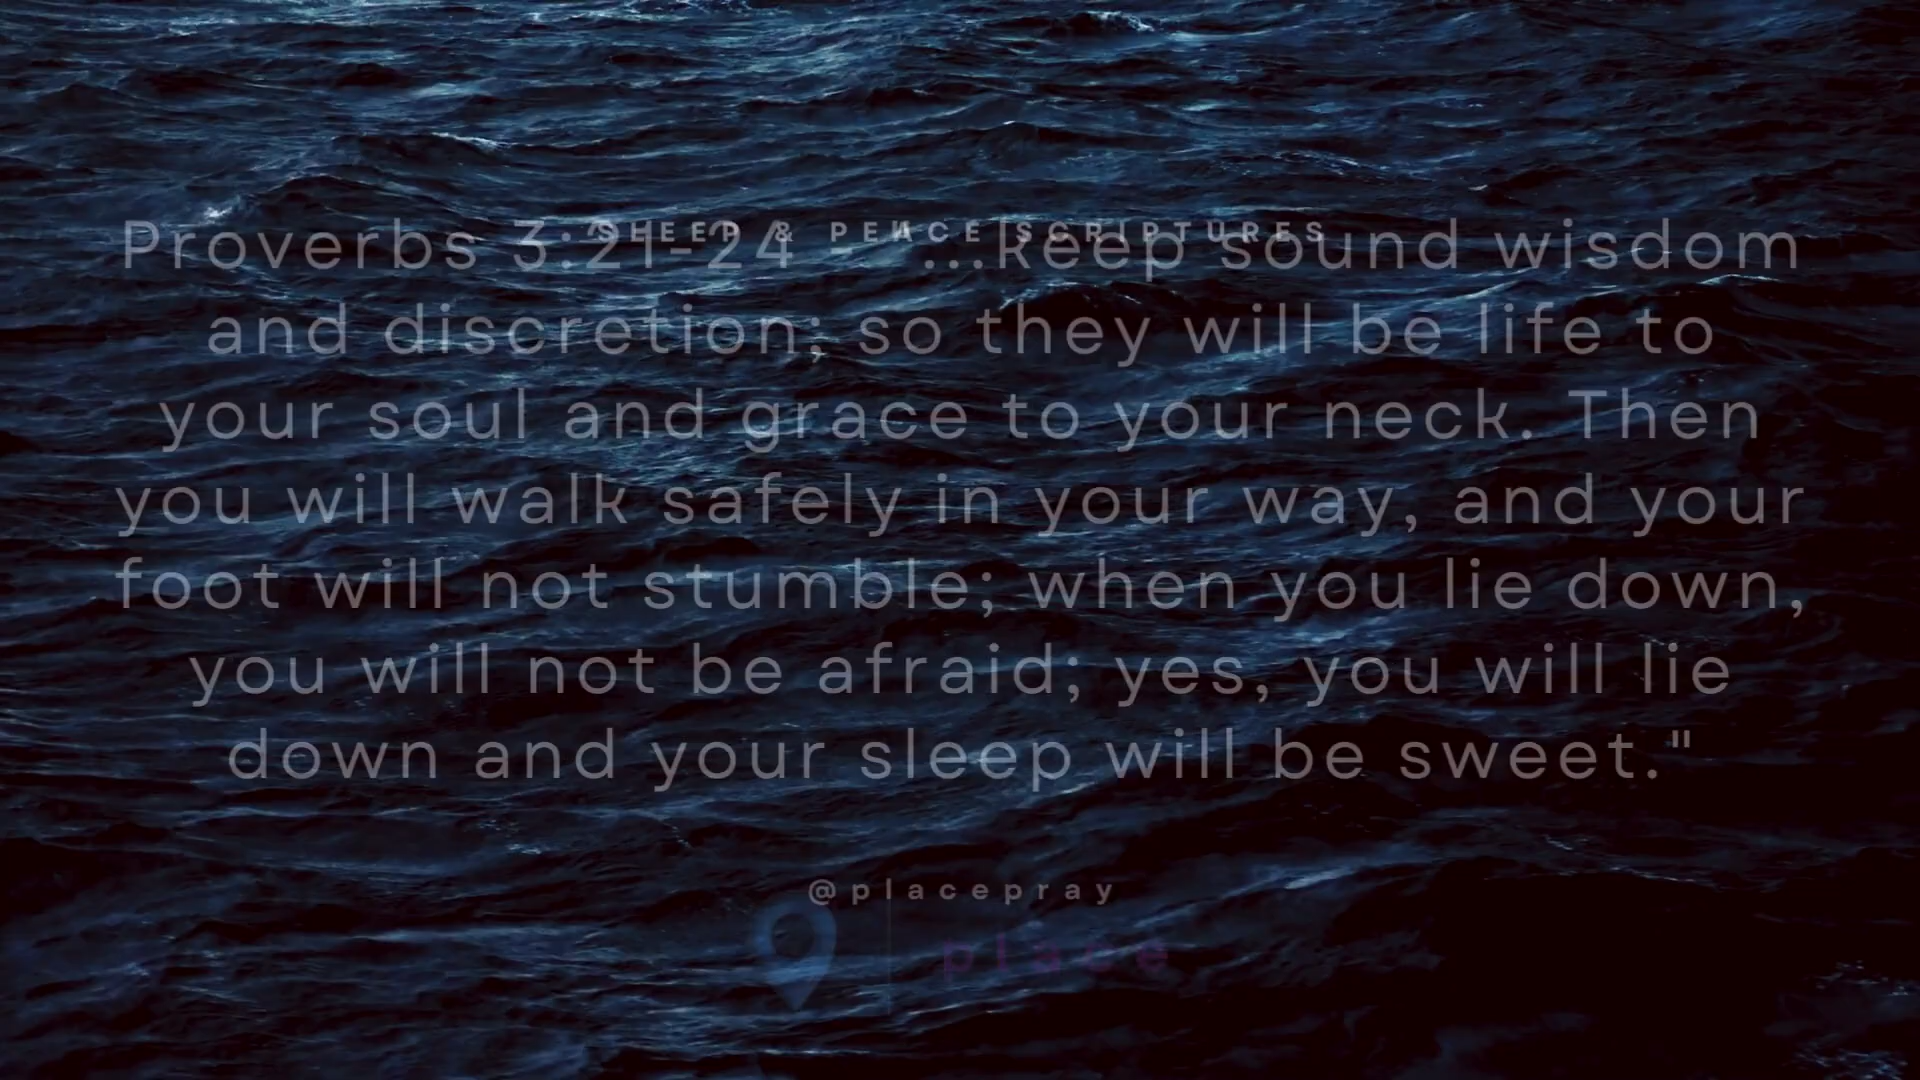 SHEEP & PEACE SCRIPTURES
Proverbs 3:21-24 - "...keep sound wisdom
and discretion; so they will be life to
your soul and grace to your neck. Then
you will walk safely in your way, and your
foot will not stumble; when you lie down,
you will not be afraid; yes, you will lie
down and your sleep will be sweet."
@placepray
place